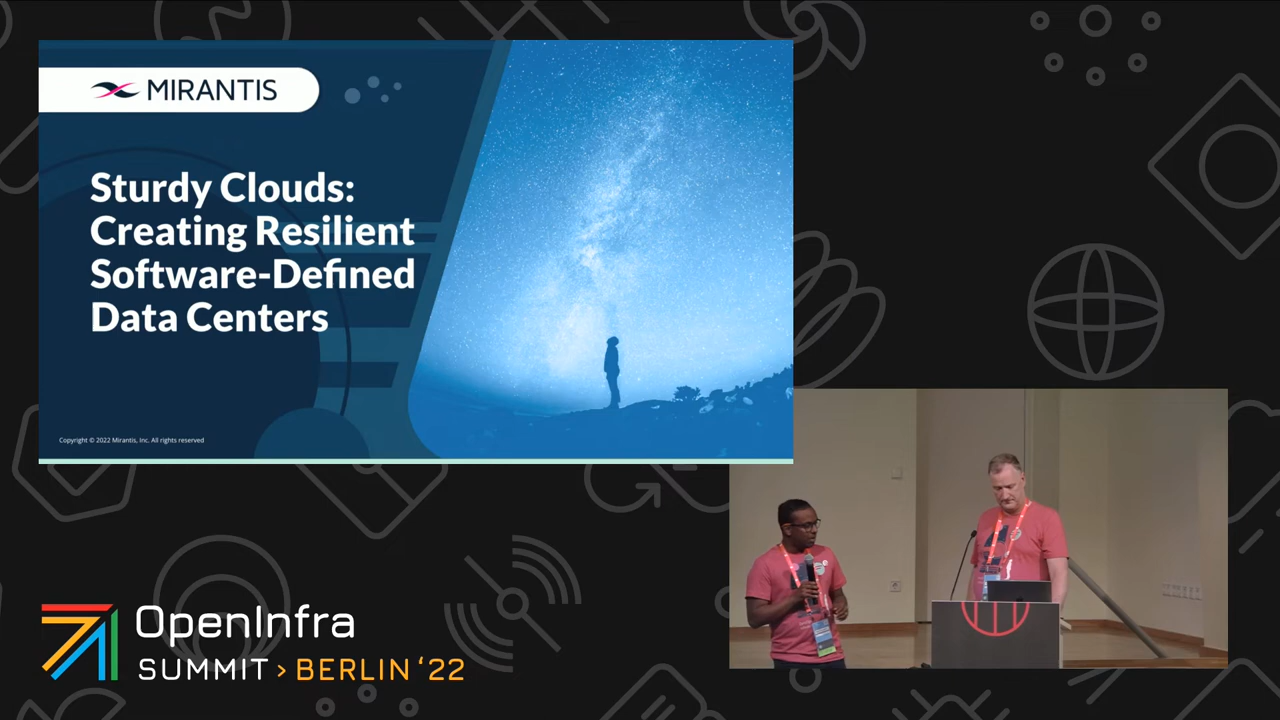 MIRANTIS
Sturdy Clouds:
Creating Resilient
Software-Defined
Data Centers
Copyright © 2022 Mirantis, Inc. All rights reserved
OpenInfra
SUMMIT > BERLIN ‘22